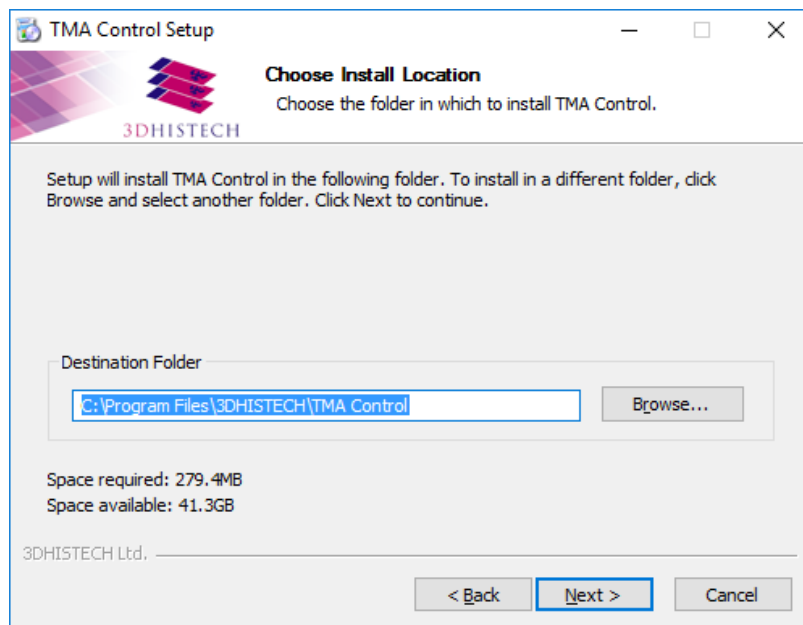 TMA Control Setup
3DHISTECH
Choose Install Location
Choose the folder in which to install TMA Control.
Setup will install TMA Control in the following folder. To install in a different folder, click
Browse and select another folder. Click Next to continue.
Destination Folder
C:\Program Files\3DHISTECH\TMA Control
Browse...
Space required: 279.4MB
Space available: 41.3GB
3DHISTECH Ltd.
< Back
Next >
Cancel